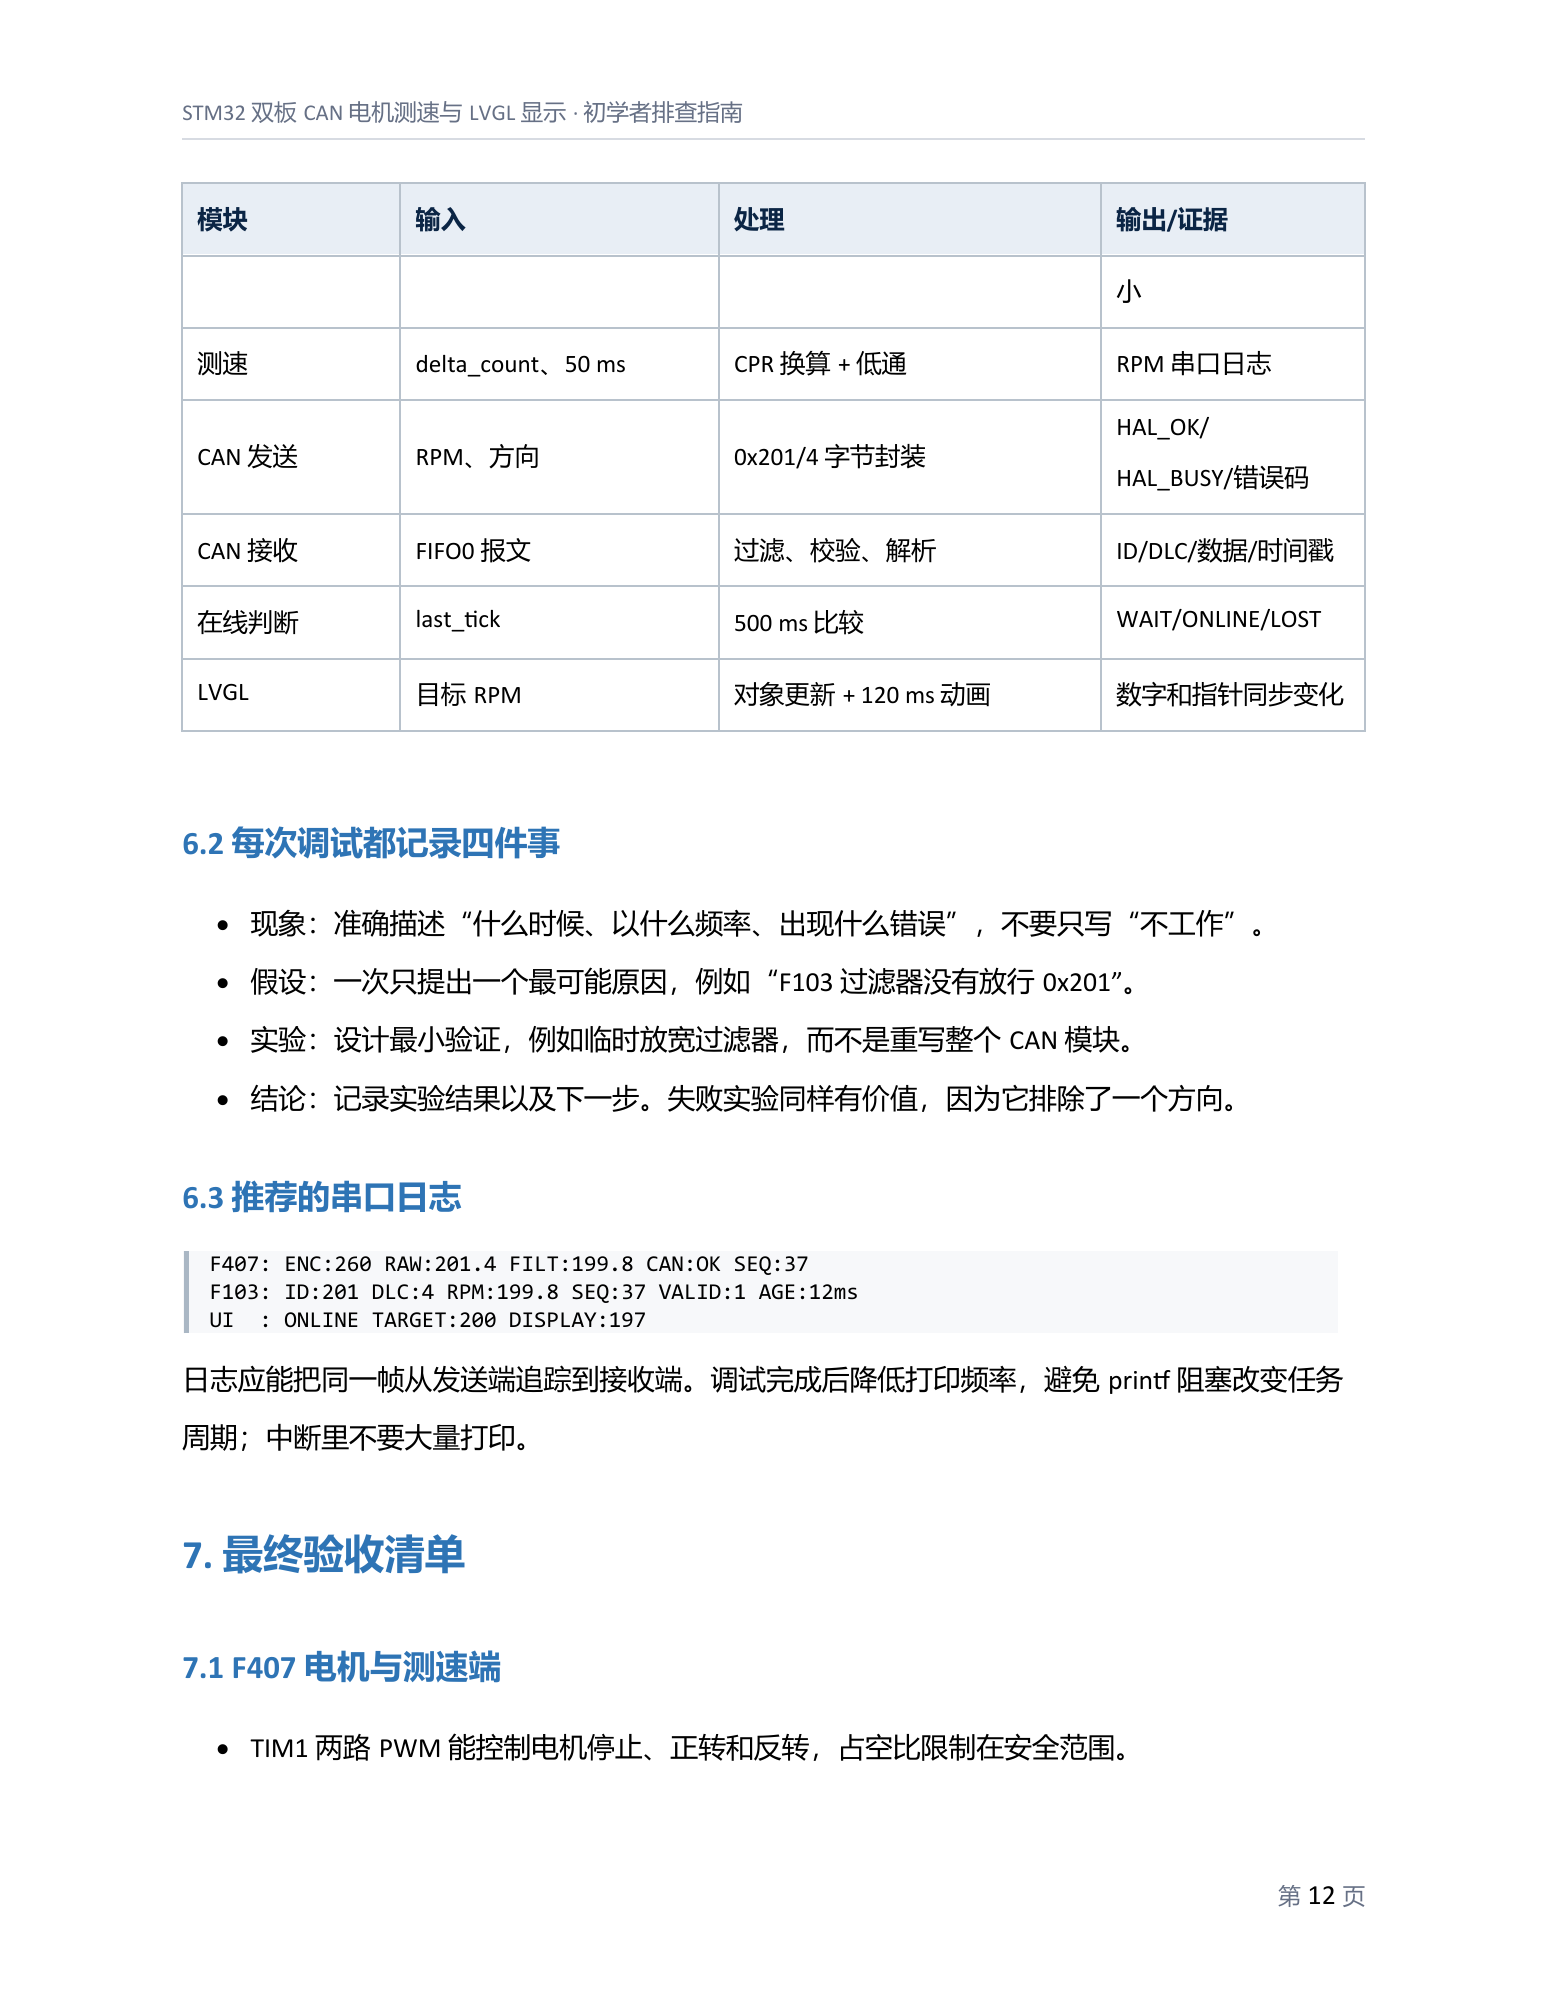 STM32 双板 CAN 电机测速与 LVGL 显示 · 初学者排查指南
模块 输入 处理 输出/证据
小
测速 delta_count、50 ms CPR 换算 + 低通 RPM 串口日志
CAN 发送 RPM、方向 0x201/4 字节封装 HAL_OK/
HAL_BUSY/错误码
CAN 接收 FIFO0 报文 过滤、校验、解析 ID/DLC/数据/时间戳
在线判断 last_tick 500 ms 比较 WAIT/ONLINE/LOST
LVGL 目标 RPM 对象更新 + 120 ms 动画 数字和指针同步变化
6.2 每次调试都记录四件事
• 现象：准确描述“什么时候、以什么频率、出现什么错误”，不要只写“不工作”。
• 假设：一次只提出一个最可能原因，例如“F103 过滤器没有放行 0x201”。
• 实验：设计最小验证，例如临时放宽过滤器，而不是重写整个 CAN 模块。
• 结论：记录实验结果以及下一步。失败实验同样有价值，因为它排除了一个方向。
6.3 推荐的串口日志
F407: ENC:260 RAW:201.4 FILT:199.8 CAN:OK SEQ:37
F103: ID:201 DLC:4 RPM:199.8 SEQ:37 VALID:1 AGE:12ms
UI  : ONLINE TARGET:200 DISPLAY:197
日志应能把同一帧从发送端追踪到接收端。调试完成后降低打印频率，避免 printf 阻塞改变任务
周期；中断里不要大量打印。
7. 最终验收清单
7.1 F407 电机与测速端
• TIM1 两路 PWM 能控制电机停止、正转和反转，占空比限制在安全范围。
第 12 页